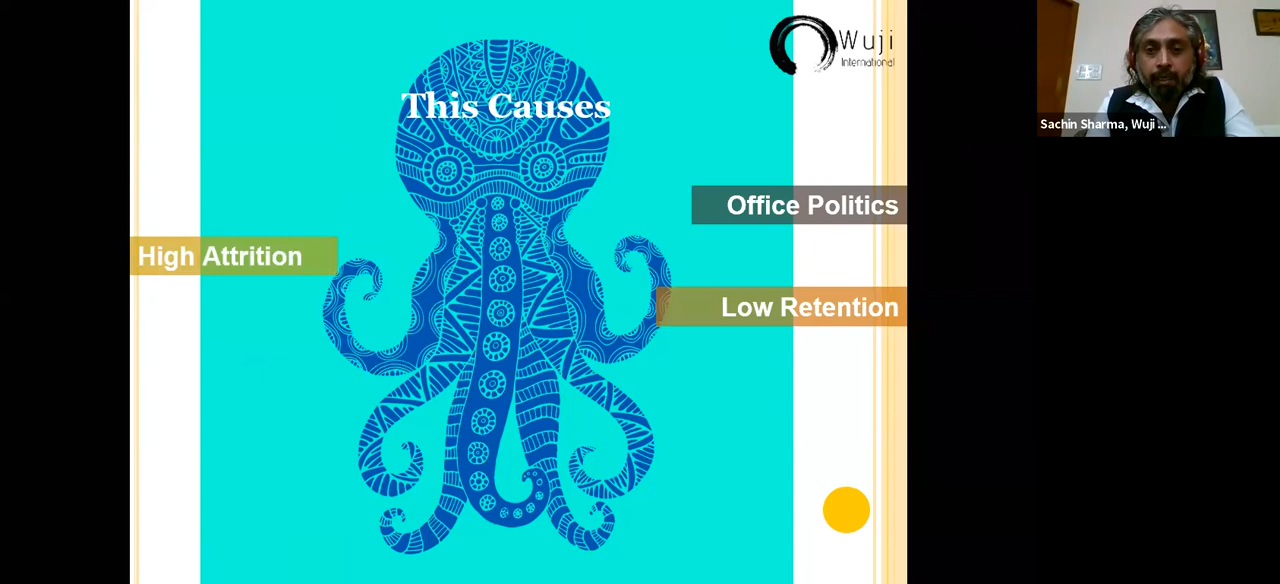 This Causes
Wuji
International
Office Politics
High Attrition
Low Retention
Sachin Sharma, Wuji ...